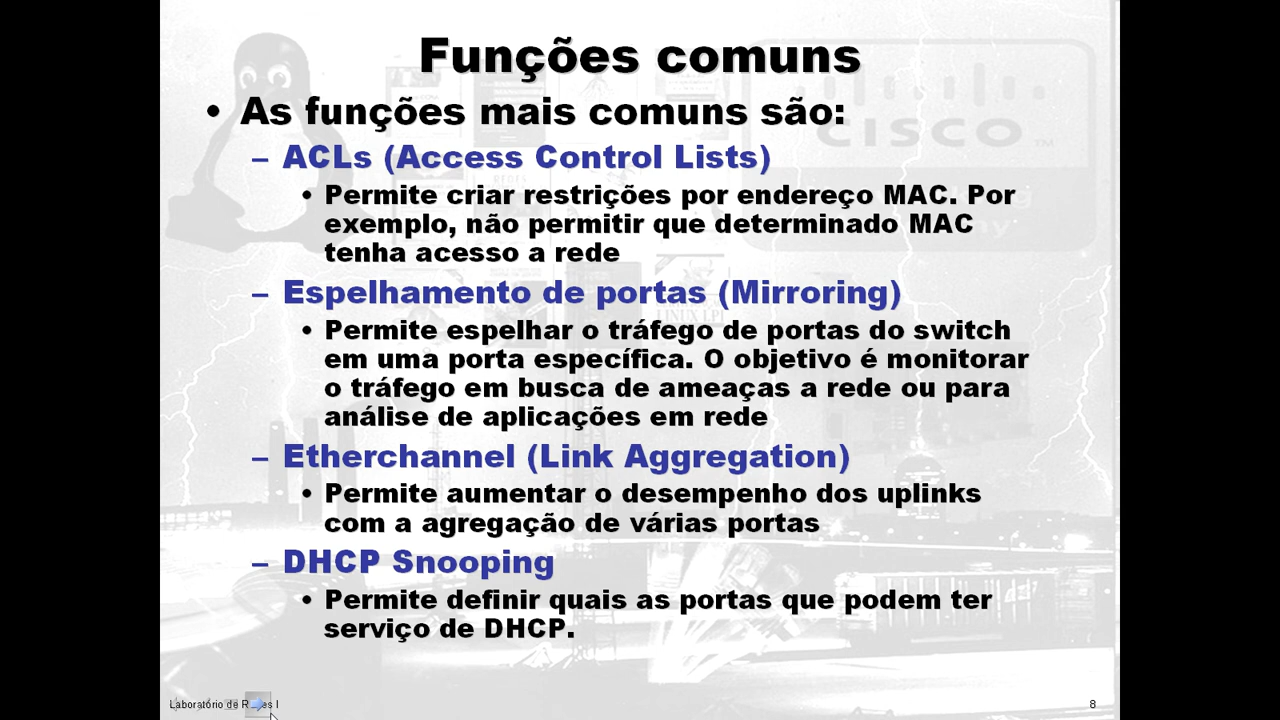 Funções comuns
• As funções mais comuns são:
– ACLs (Access Control Lists)
• Permite criar restrições por endereço MAC. Por
exemplo, não permitir que determinado MAC
tenha acesso a rede
– Espelhamento de portas (Mirroring)
• Permite espelhar o tráfego de portas do switch
em uma porta específica. O objetivo é monitorar
o tráfego em busca de ameaças a rede ou para
análise de aplicações em rede
– Etherchannel (Link Aggregation)
• Permite aumentar o desempenho dos uplinks
com a agregação de várias portas
– DHCP Snooping
• Permite definir quais as portas que podem ter
serviço de DHCP.
CISCO
Laboratório de I
8